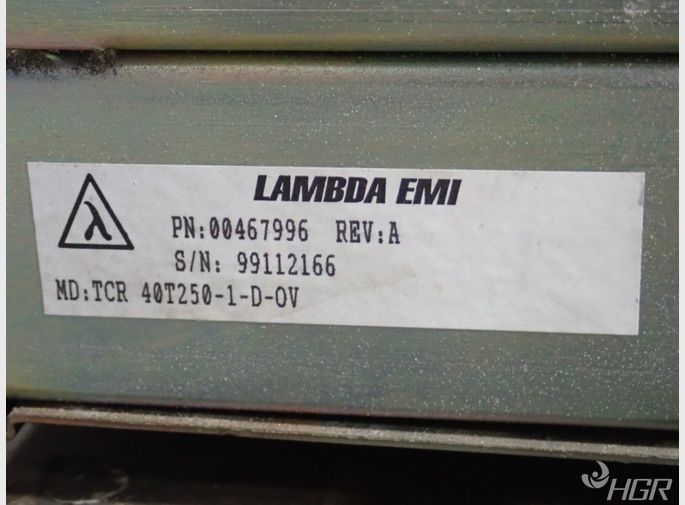 LAMBDA EMI
λ
PN:00467996 REV:A
S/N: 99112166
MD:TCR 40T250-1-D-OV
HGR